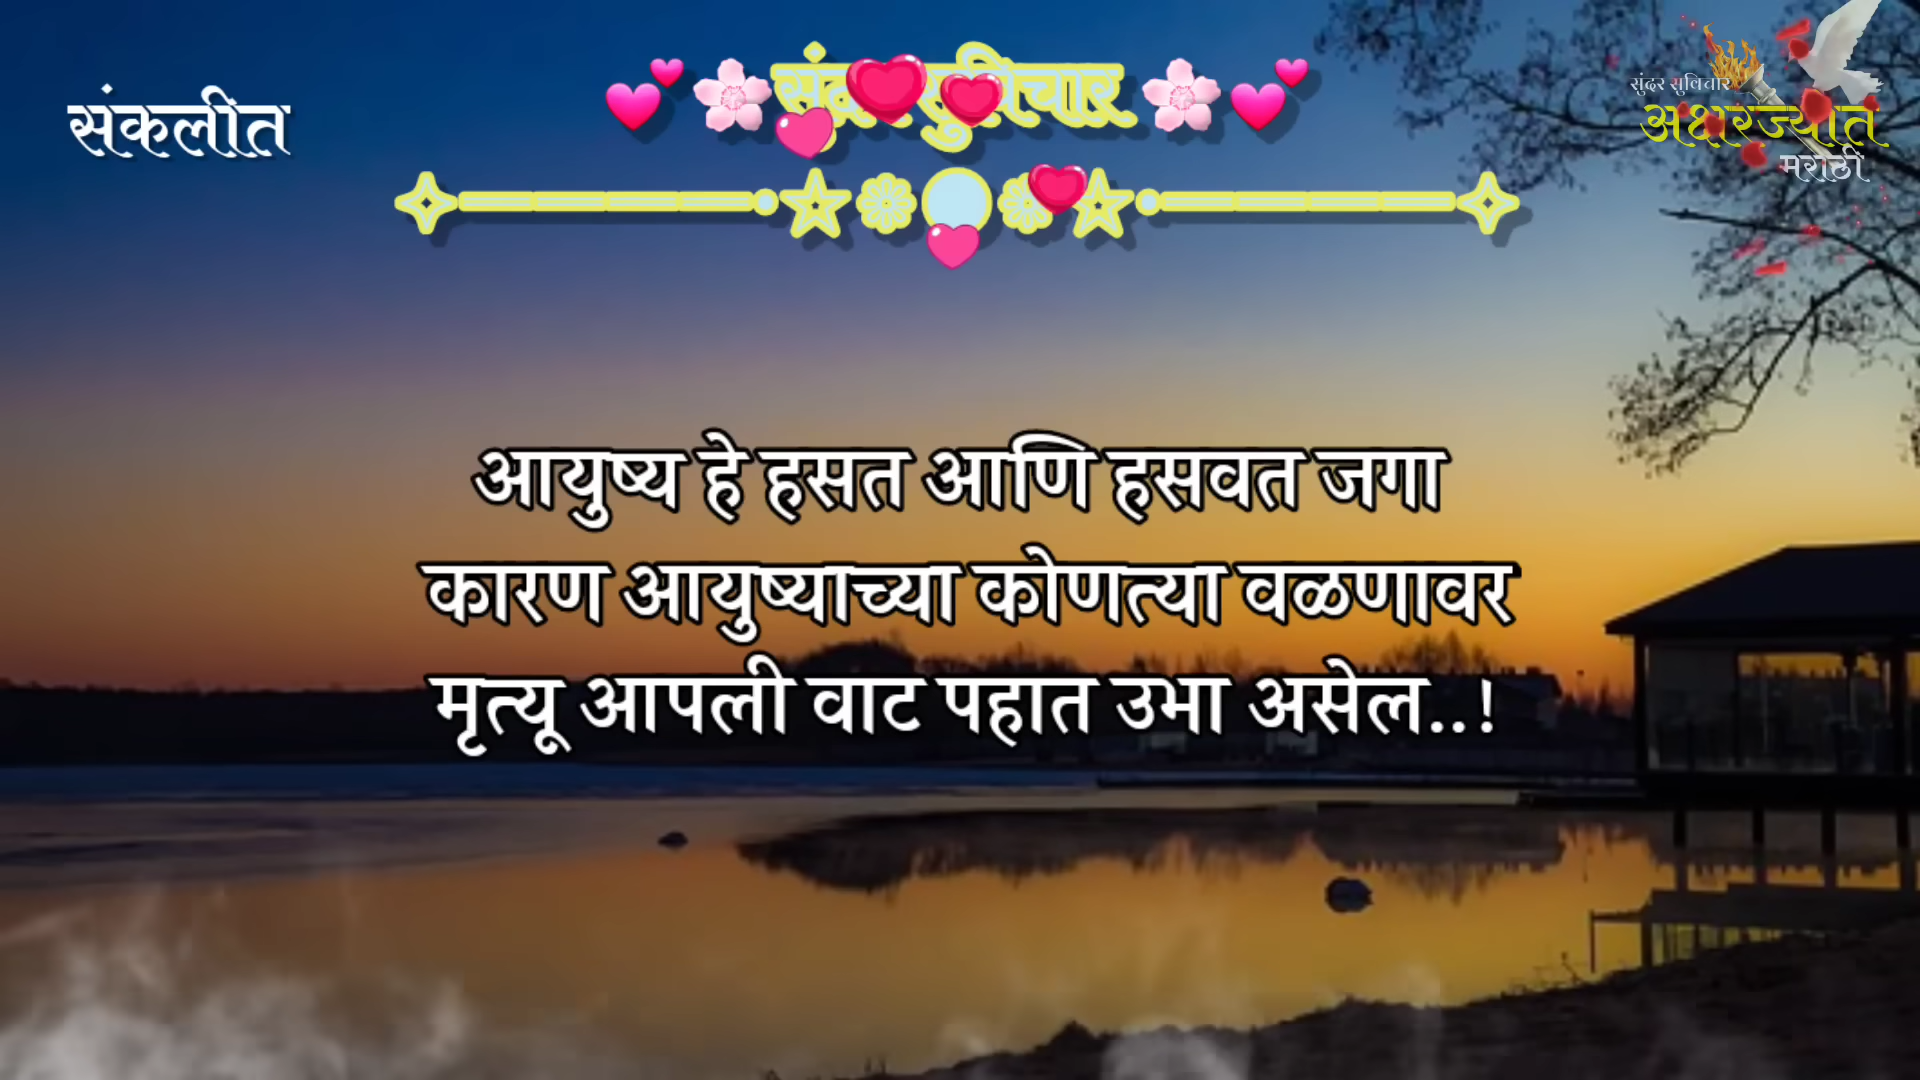 संकलीत
सुविचार
सुंदर सुविचार
अक्षरज्योत
मराठी
आयुष्य हे हसत आणि हसवत जगा
कारण आयुष्याच्या कोणत्या वळणावर
मृत्यू आपली वाट पहात उभा असेल..!